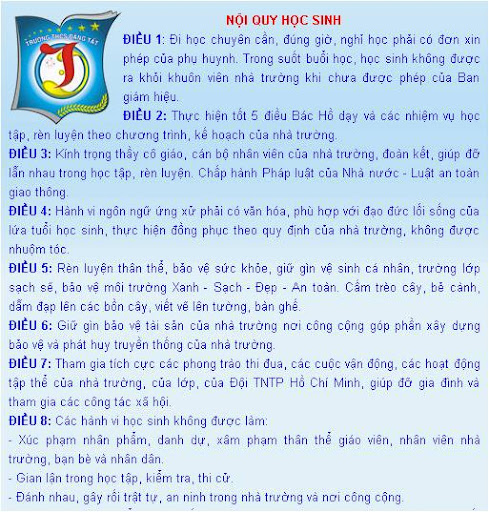 TRƯỜNG THCS ĐÀNG TẤT
NỘI QUY HỌC SINH
ĐIỀU 1: Đi học chuyên cần, đúng giờ, nghỉ học phải có đơn xin
phép của phụ huynh. Trong suốt buổi học, học sinh không được
ra khỏi khuôn viên nhà trường khi chưa được phép của Ban
giám hiệu.
ĐIỀU 2: Thực hiện tốt 5 điều Bác Hồ dạy và các nhiệm vụ học
tập, rèn luyện theo chương trình, kế hoạch của nhà trường.
ĐIỀU 3: Kính trọng thầy cô giáo, cán bộ nhân viên của nhà trường, đoàn kết, giúp đỡ
lẫn nhau trong học tập, rèn luyện. Chấp hành Pháp luật của Nhà nước - Luật an toàn
giao thông.
ĐIỀU 4: Hành vi ngôn ngữ ứng xử phải có văn hóa, phù hợp với đạo đức lối sống của
lứa tuổi học sinh, thực hiện đồng phục theo quy định của nhà trường, không được
nhuộm tóc.
ĐIỀU 5: Rèn luyện thân thể, bảo vệ sức khỏe, giữ gìn vệ sinh cá nhân, trường lớp
sạch sẽ, bảo vệ môi trường Xanh - Sạch - Đẹp - An toàn. Cấm trèo cây, bẻ cành,
dẫm đạp lên các bồn cây, viết vẽ lên tường, bàn ghế.
ĐIỀU 6: Giữ gìn bảo vệ tài sản của nhà trường nơi công cộng góp phần xây dựng
bảo vệ và phát huy truyền thống của nhà trường.
ĐIỀU 7: Tham gia tích cực các phong trào thi đua, các cuộc vận động, các hoạt động
tập thể của nhà trường, của lớp, của Đội TNTP Hồ Chí Minh, giúp đỡ gia đình và
tham gia các công tác xã hội.
ĐIỀU 8: Các hành vi học sinh không được làm:
- Xúc phạm nhân phẩm, danh dự, xâm phạm thân thể giáo viên, nhân viên nhà
trường, bạn bè và nhân dân.
- Gian lận trong học tập, kiểm tra, thi cử.
- Đánh nhau, gây rối trật tự, an ninh trong nhà trường và nơi công cộng.